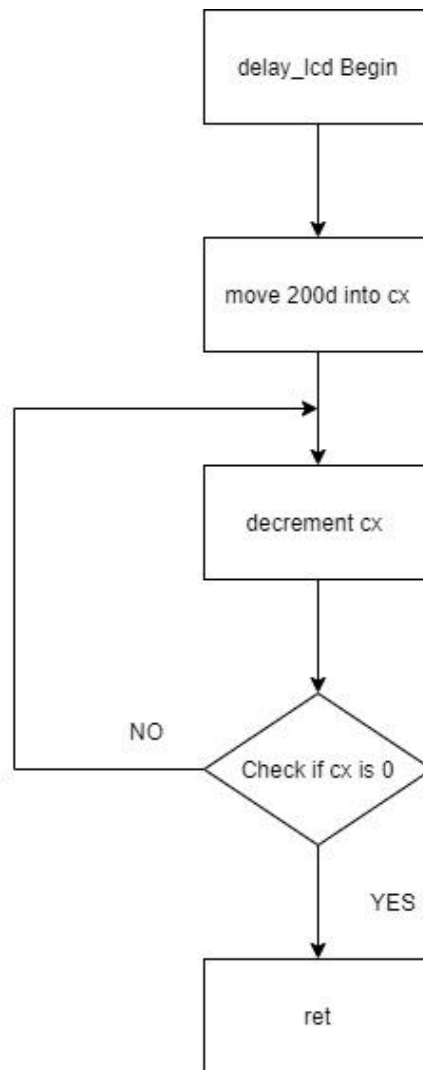 delay_lcd Begin
move 200d into cx
decrement cx
NO
Check if cx is 0
YES
ret